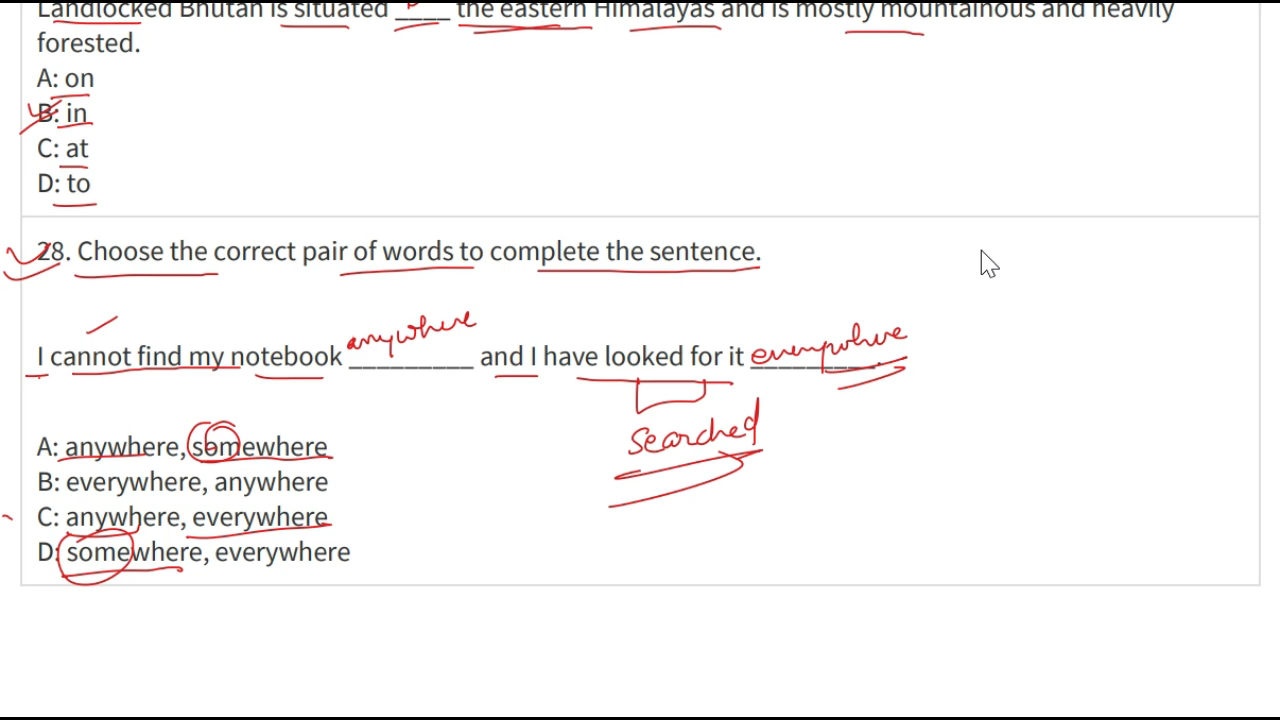 Landlocked Bhutan is situated ____ the eastern Himalayas and is mostly mountainous and heavily
forested.
A: on
B: in
C: at
D: to
28. Choose the correct pair of words to complete the sentence.
anywhere
I cannot find my notebook _________ and I have looked for it everywhere _________.
searched
A: anywhere, somewhere
B: everywhere, anywhere
C: anywhere, everywhere
D: somewhere, everywhere